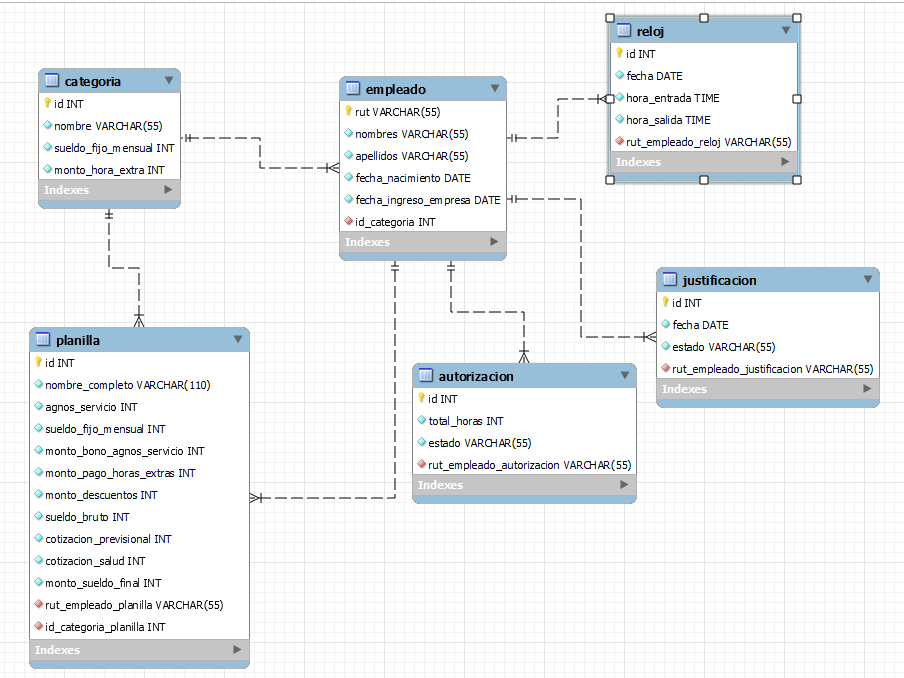 categoria
id INT
nombre VARCHAR(55)
sueldo_fijo_mensual INT
monto_hora_extra INT
Indexes
empleado
rut VARCHAR(55)
nombres VARCHAR(55)
apellidos VARCHAR(55)
fecha_nacimiento DATE
fecha_ingreso_empresa DATE
id_categoria INT
Indexes
reloj
id INT
fecha DATE
hora_entrada TIME
hora_salida TIME
rut_empleado_reloj VARCHAR(55)
Indexes
justificacion
id INT
fecha DATE
estado VARCHAR(55)
rut_empleado_justificacion VARCHAR(55)
Indexes
planilla
id INT
nombre_completo VARCHAR(110)
agnos_servicio INT
sueldo_fijo_mensual INT
monto_bono_agnos_servicio INT
monto_pago_horas_extras INT
monto_descuentos INT
sueldo_bruto INT
cotizacion_previsional INT
cotizacion_salud INT
monto_sueldo_final INT
rut_empleado_planilla VARCHAR(55)
id_categoria_planilla INT
Indexes
autorizacion
id INT
total_horas INT
estado VARCHAR(55)
rut_empleado_autorizacion VARCHAR(55)
Indexes